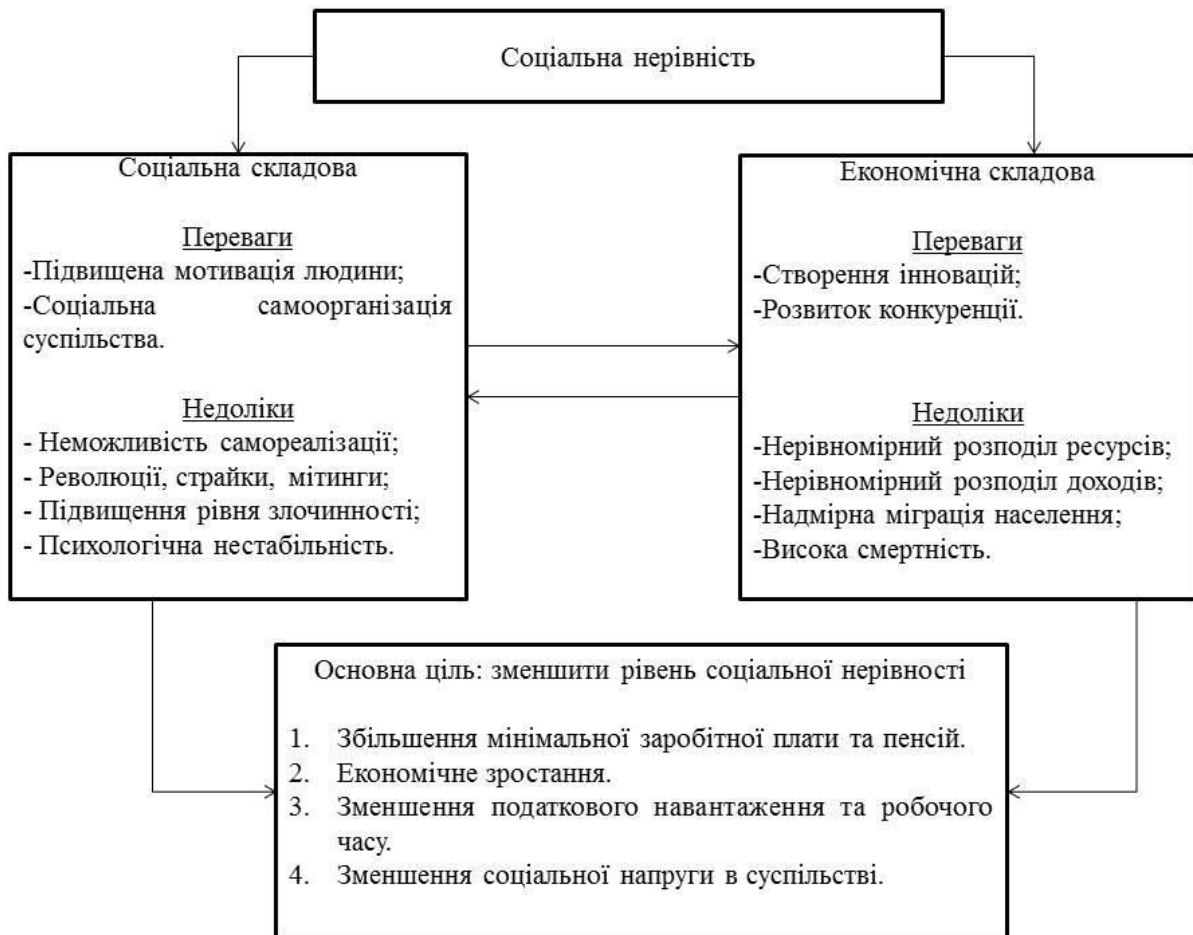 Соціальна нерівність
Соціальна складова
Переваги
-Підвищена мотивація людини;
-Соціальна самоорганізація
суспільства.
Недоліки
- Неможливість самореалізації;
- Революції, страйки, мітинги;
- Підвищення рівня злочинності;
- Психологічна нестабільність.
Економічна складова
Переваги
-Створення інновацій;
-Розвиток конкуренції.
Недоліки
-Нерівномірний розподіл ресурсів;
-Нерівномірний розподіл доходів;
-Надмірна міграція населення;
-Висока смертність.
Основна ціль: зменшити рівень соціальної нерівності
1. Збільшення мінімальної заробітної плати та пенсій.
2. Економічне зростання.
3. Зменшення податкового навантаження та робочого
часу.
4. Зменшення соціальної напруги в суспільстві.